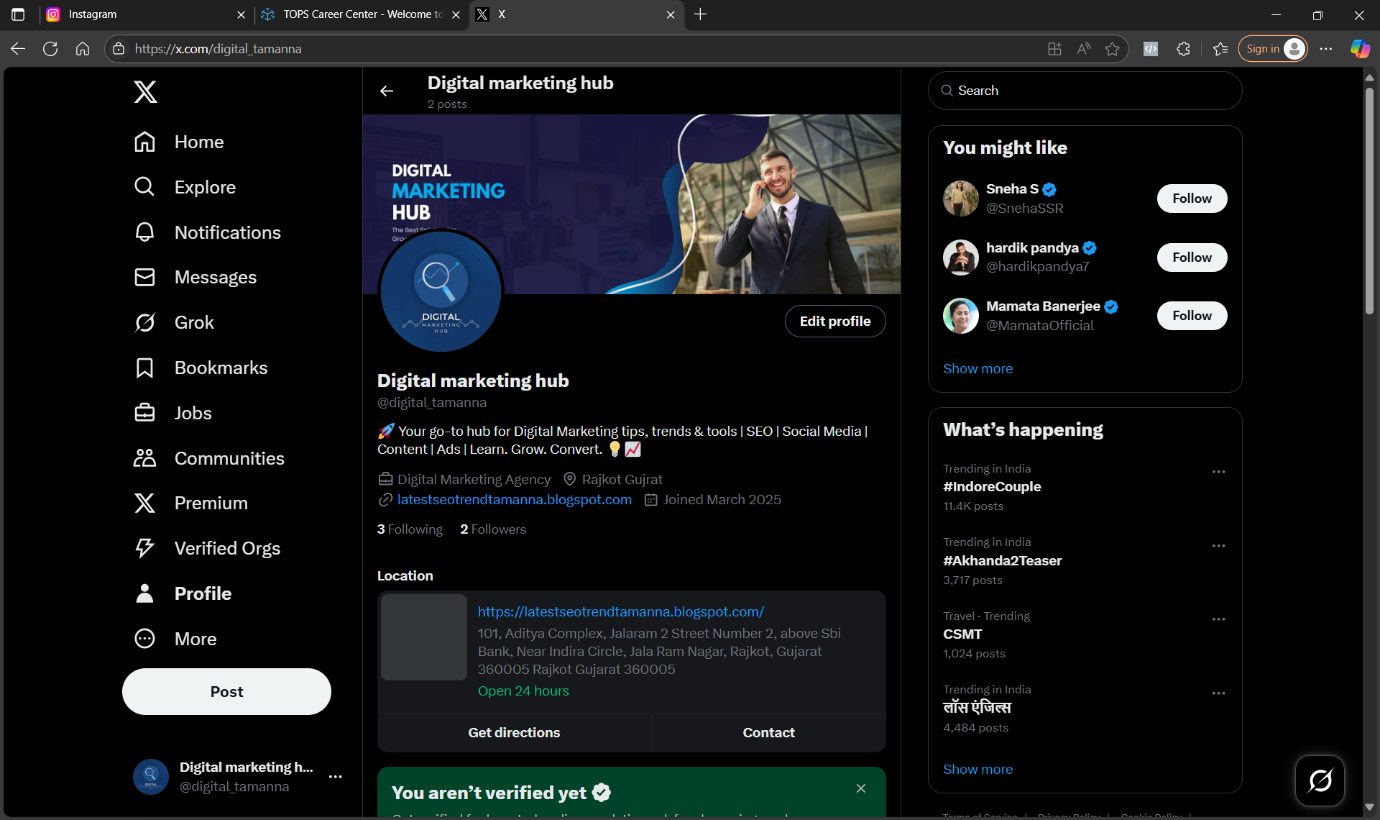 Instagram
TOPS Career Center - Welcome to
X
https://x.com/digital_tamanna
Sign in
Home
Explore
Notifications
Messages
Grok
Bookmarks
Jobs
Communities
Premium
Verified Orgs
Profile
More
Post
Digital marketing h...
@digital_tamanna
Digital marketing hub
2 posts
DIGITAL
MARKETING
HUB
DIGITAL
MARKETING
HUB
Edit profile
Digital marketing hub
@digital_tamanna
🚀 Your go-to hub for Digital Marketing tips, trends & tools | SEO | Social Media |
Content | Ads | Learn. Grow. Convert. 💡📈
Digital Marketing Agency Rajkot Gujrat
latestseotrendtamanna.blogspot.com Joined March 2025
3 Following 2 Followers
Location
https://latestseotrendtamanna.blogspot.com/
101, Aditya Complex, Jalaram 2 Street Number 2, above Sbi
Bank, Near Indira Circle, Jala Ram Nagar, Rajkot, Gujarat
360005 Rajkot Gujarat 360005
Open 24 hours
Get directions Contact
You aren't verified yet
Search
You might like
Sneha S
@SnehaSSR
Follow
hardik pandya
@hardikpandya7
Follow
Mamata Banerjee
@MamataOfficial
Follow
Show more
What's happening
Trending in India
#IndoreCouple
11.4K posts
Trending in India
#Akhanda2Teaser
3,717 posts
Travel · Trending
CSMT
1,024 posts
Trending in India
लॉस एंजिल्स
4,484 posts
Show more